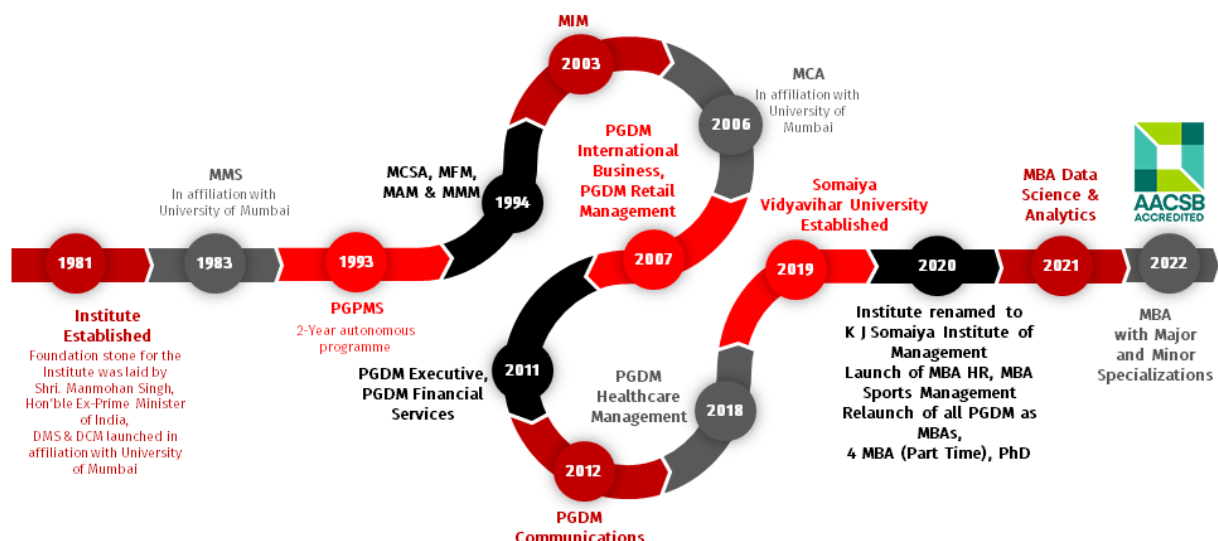 1981
Institute
Established
Foundation stone for the
Institute was laid by
Shri. Manmohan Singh,
Hon'ble Ex-Prime Minister
of India,
DMS & DCM launched in
affiliation with University
of Mumbai
MMS
In affiliation with
University of Mumbai
1983
1993
PGPMS
2-Year autonomous
programme
MCSA, MFM,
MAM & MMM
1994
MIM
2003
MCA
In affiliation with
University of
Mumbai
2006
PGDM
International
Business,
PGDM Retail
Management
2007
2011
PGDM Executive,
PGDM Financial
Services
2012
PGDM
Communications
PGDM
Healthcare
Management
2018
Somaiya
Vidyavihar University
Established
2019
2020
Institute renamed to
K J Somaiya Institute of
Management
Launch of MBA HR, MBA
Sports Management
Relaunch of all PGDM as
MBAs,
4 MBA (Part Time), PhD
MBA Data
Science &
Analytics
2021
AACSB
ACCREDITED
2022
MBA
with Major
and Minor
Specializations